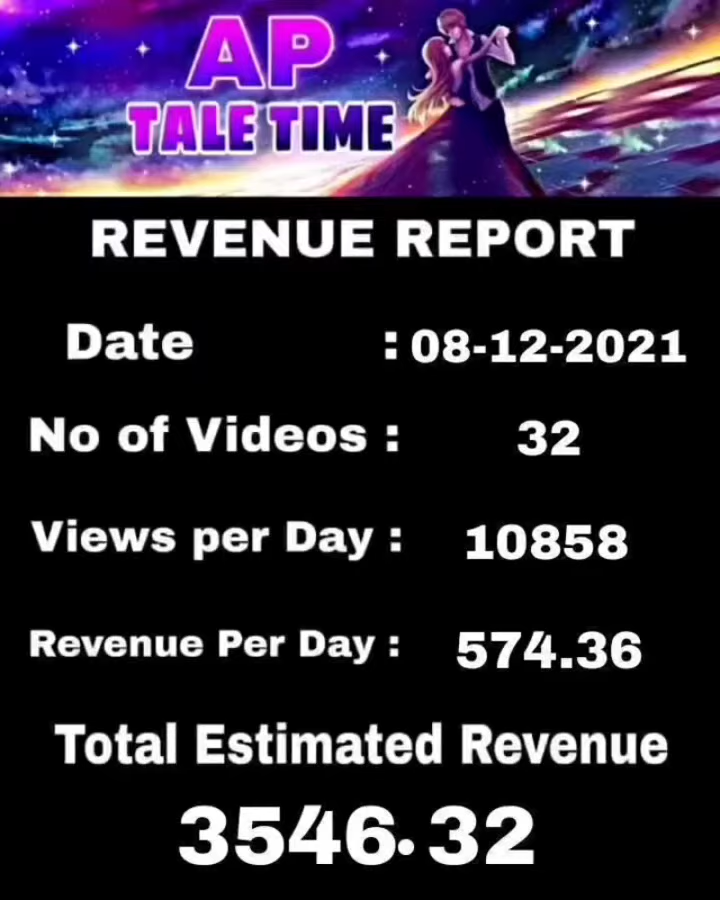 AP
TALE TIME
REVENUE REPORT
Date : 08-12-2021
No of Videos : 32
Views per Day : 10858
Revenue Per Day : 574.36
Total Estimated Revenue
3546.32